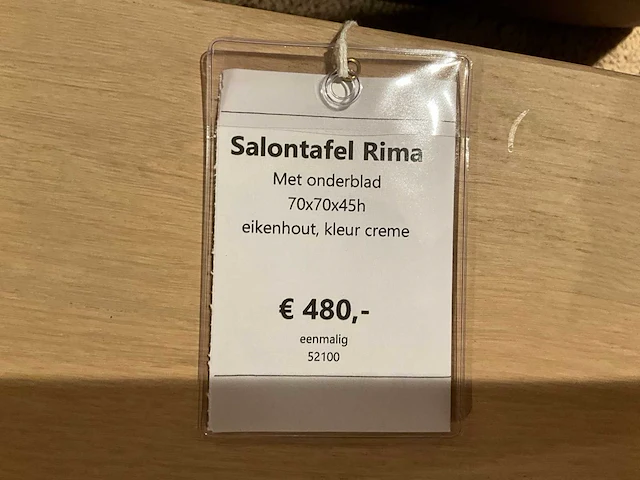 Salontafel Rima
Met onderblad
70x70x45h
eikenhout, kleur creme
€ 480,-
eenmalig
52100